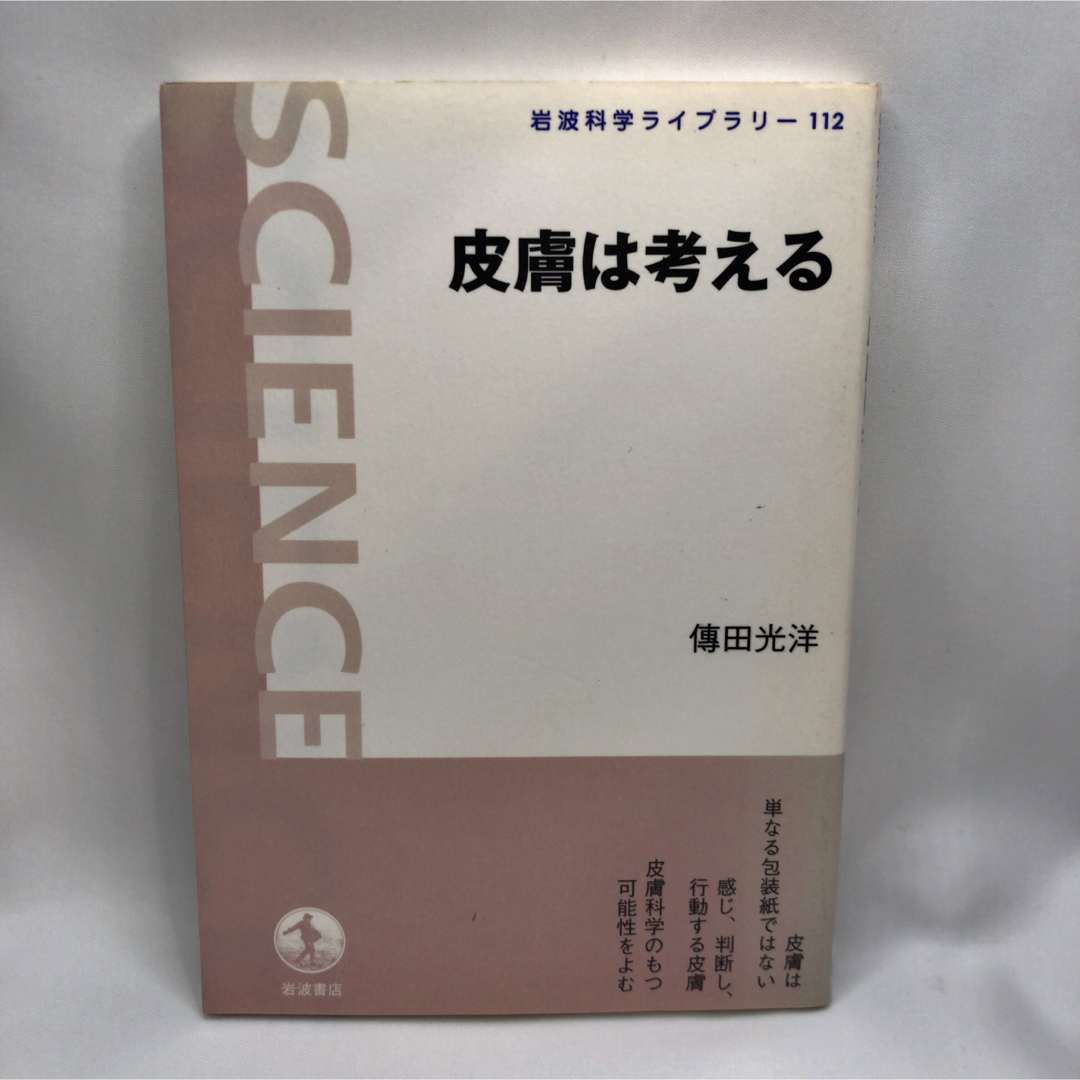 岩波科学ライブラリー 112
皮膚は考える
SCIENCE
傳田光洋
皮膚は
単なる包装紙ではない
感じ、判断し、
行動する皮膚
皮膚科学のもつ
可能性をよむ
岩波書店